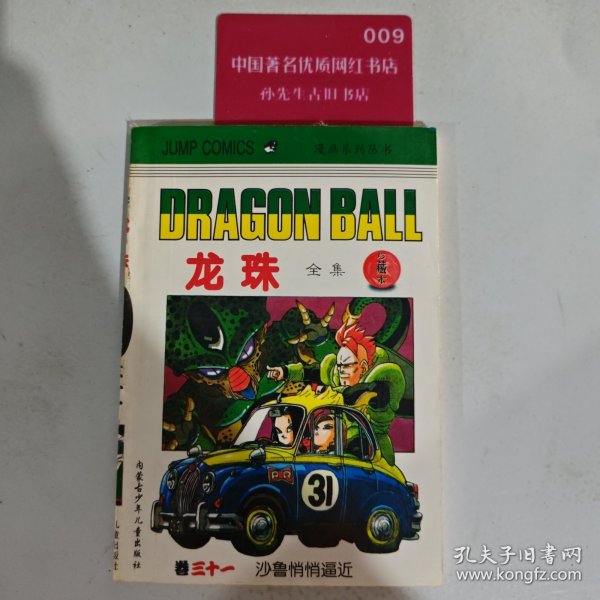 009
中国著名优质网红书店
孙先生古旧书店
JUMP COMICS
漫画系列丛书
DRAGON BALL
龙珠 全集
珍藏本
31
内蒙古少年儿童出版社
卷三十一 沙鲁悄悄逼近
孔夫子旧书网
www.kongfz.com